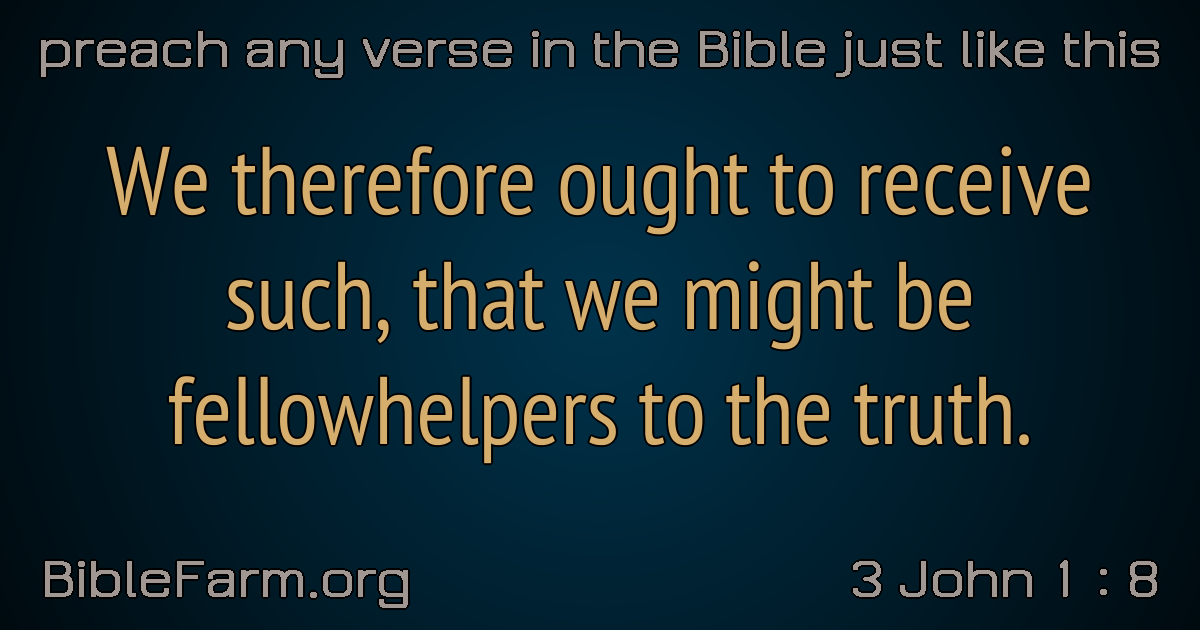 preach any verse in the Bible just like this
We therefore ought to receive
such, that we might be
fellowhelpers to the truth.
BibleFarm.org
3 John 1 : 8